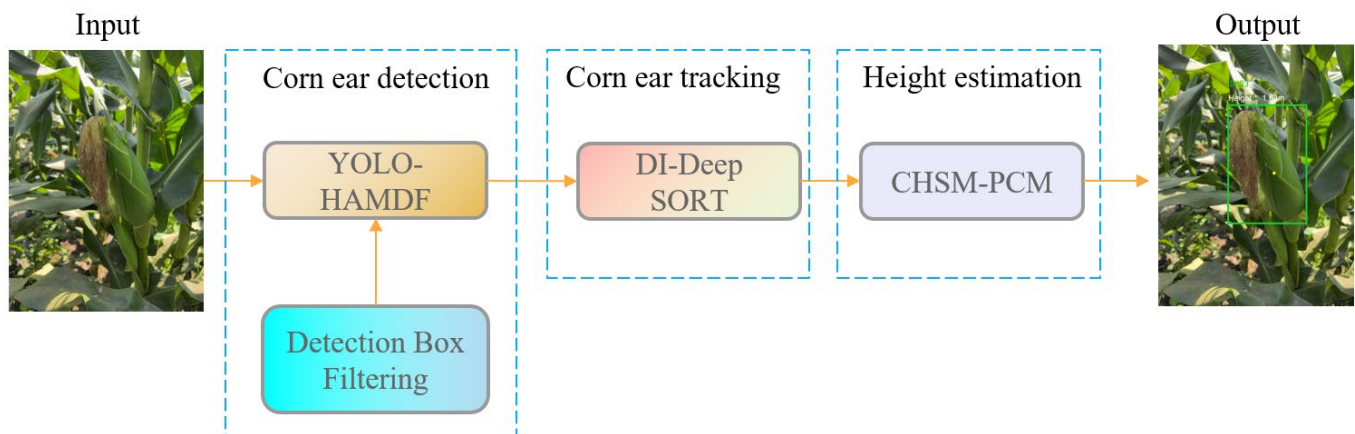 Input
Output
Corn ear detection
Corn ear tracking
Height estimation
YOLO-
HAMDF
DI-Deep
SORT
CHSM-PCM
Detection Box
Filtering